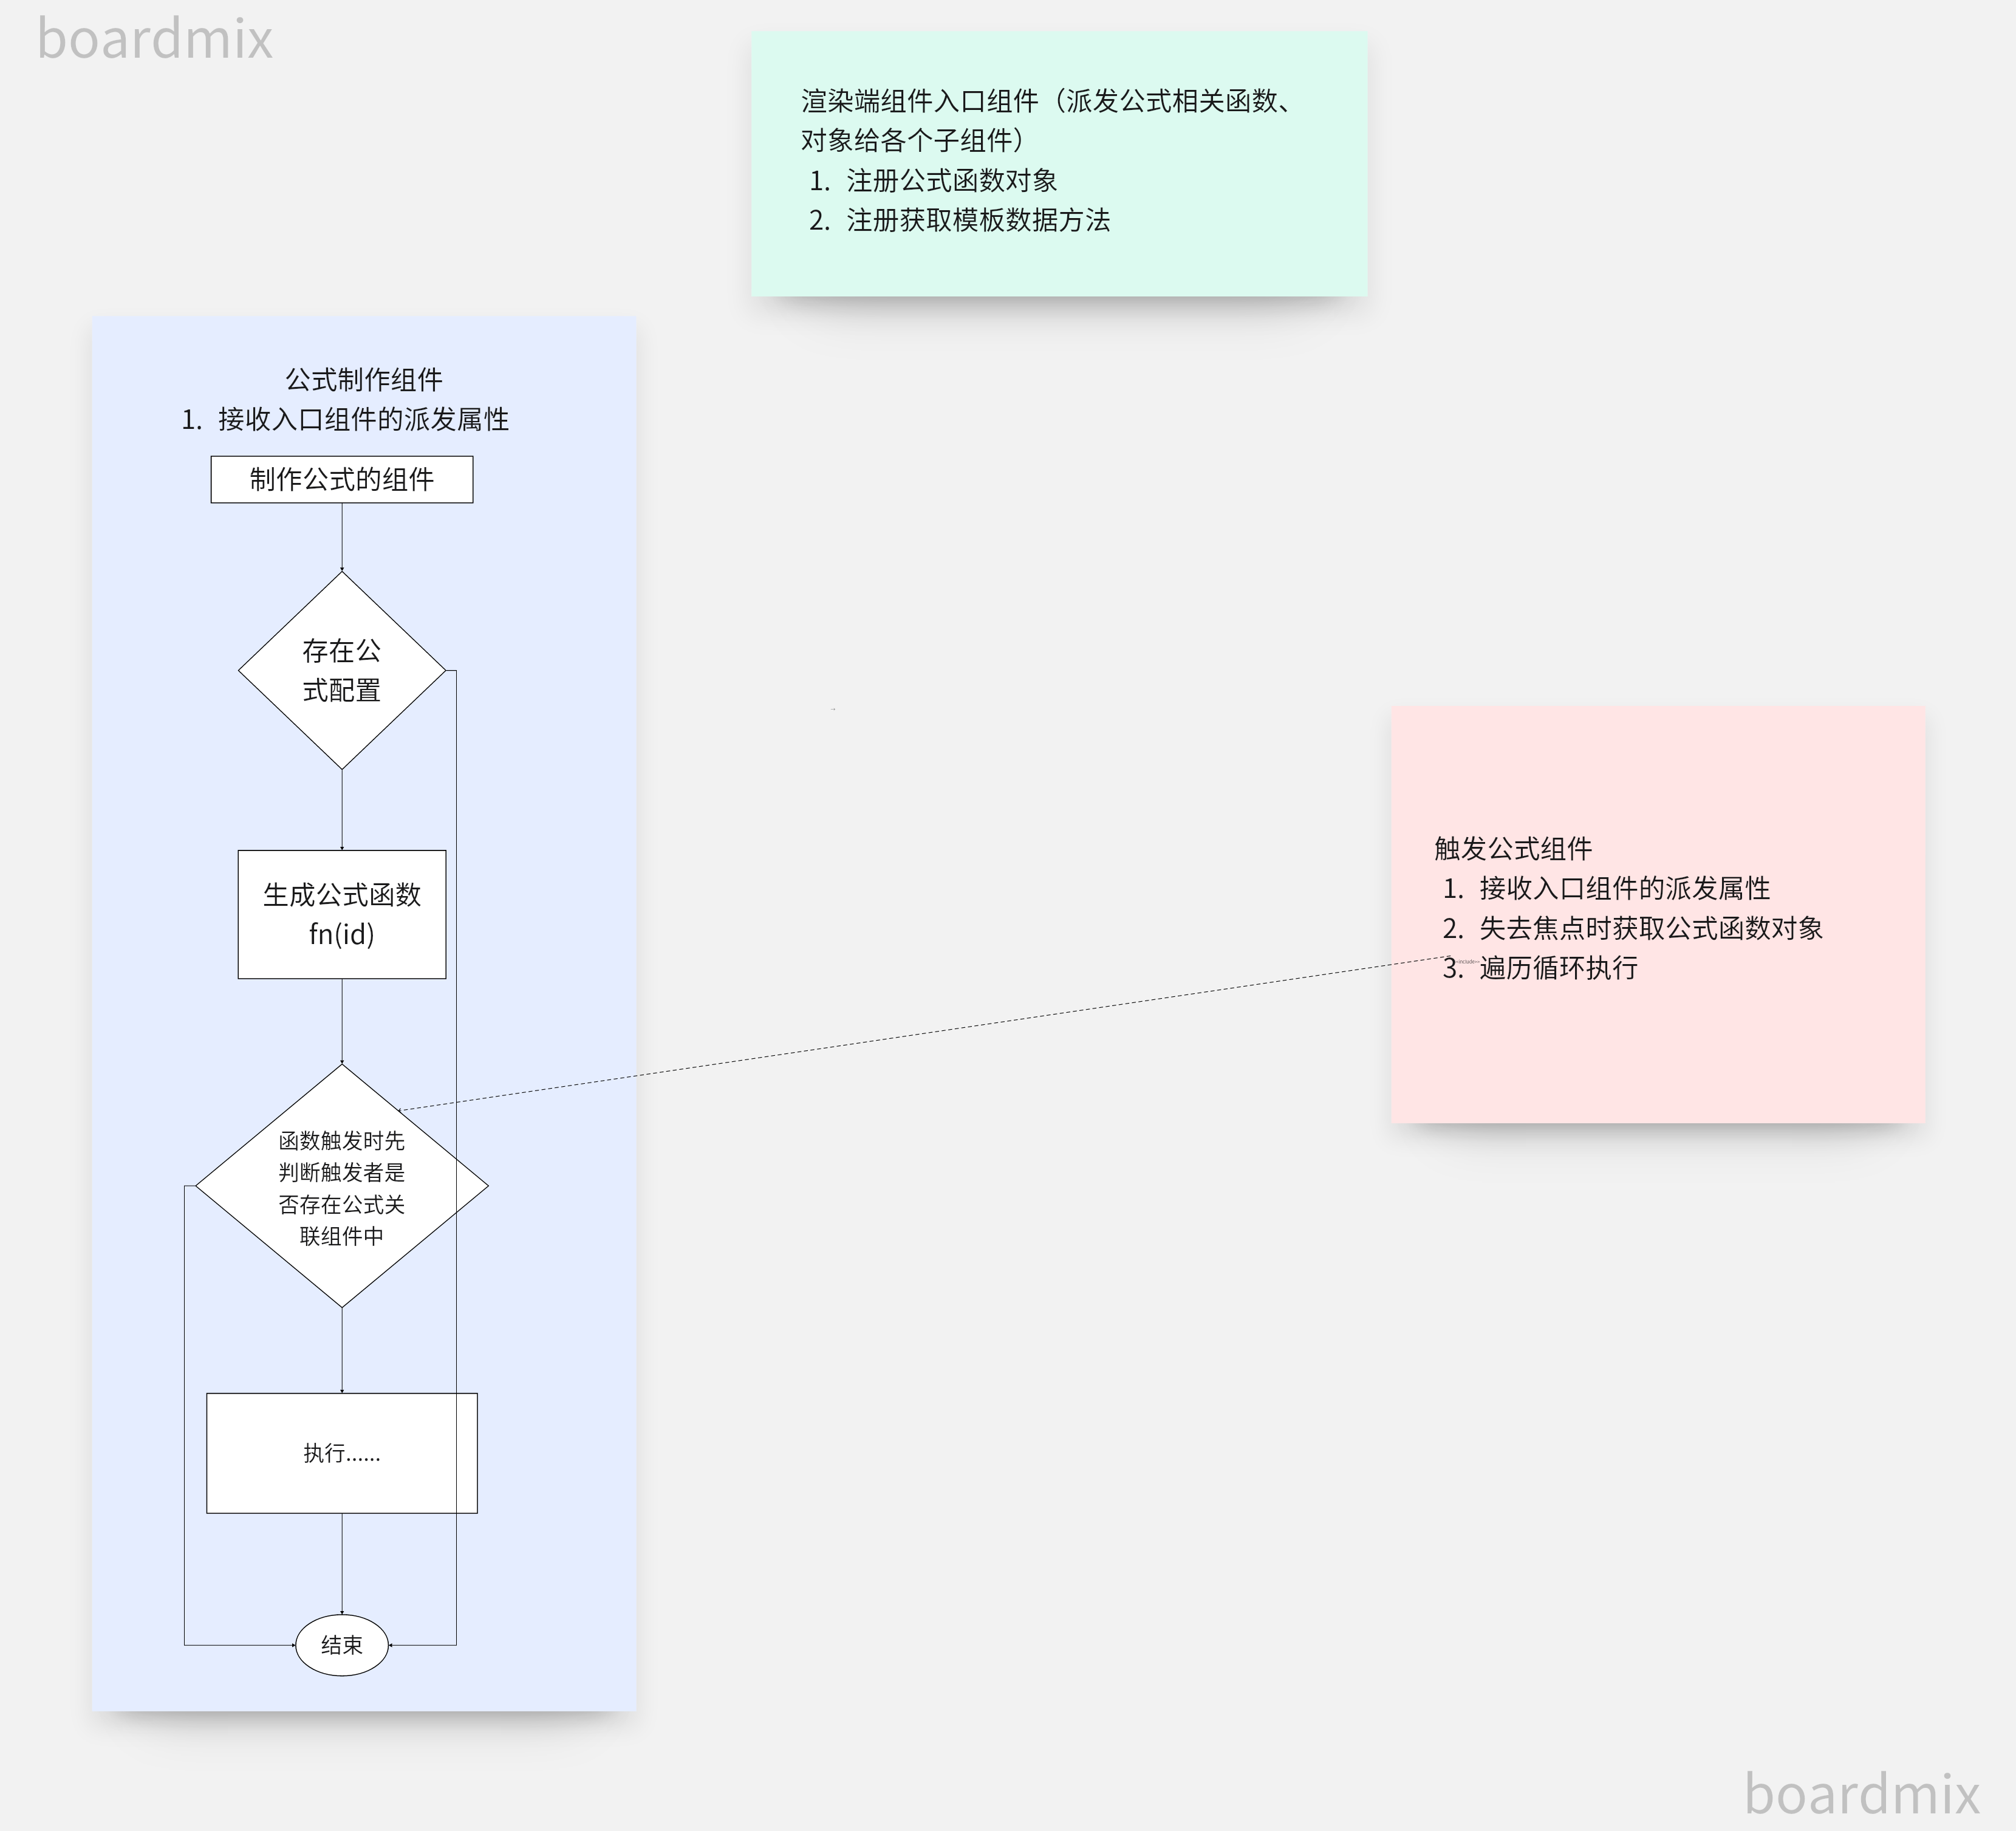 boardmix
渲染端组件入口组件（派发公式相关函数、
对象给各个子组件）
1. 注册公式函数对象
2. 注册获取模板数据方法
公式制作组件
1. 接收入口组件的派发属性
制作公式的组件
存在公
式配置
生成公式函数
fn(id)
函数触发时先
判断触发者是
否存在公式关
联组件中
执行......
结束
触发公式组件
1. 接收入口组件的派发属性
2. 失去焦点时获取公式函数对象
3. 遍历循环执行
<<include>>
boardmix